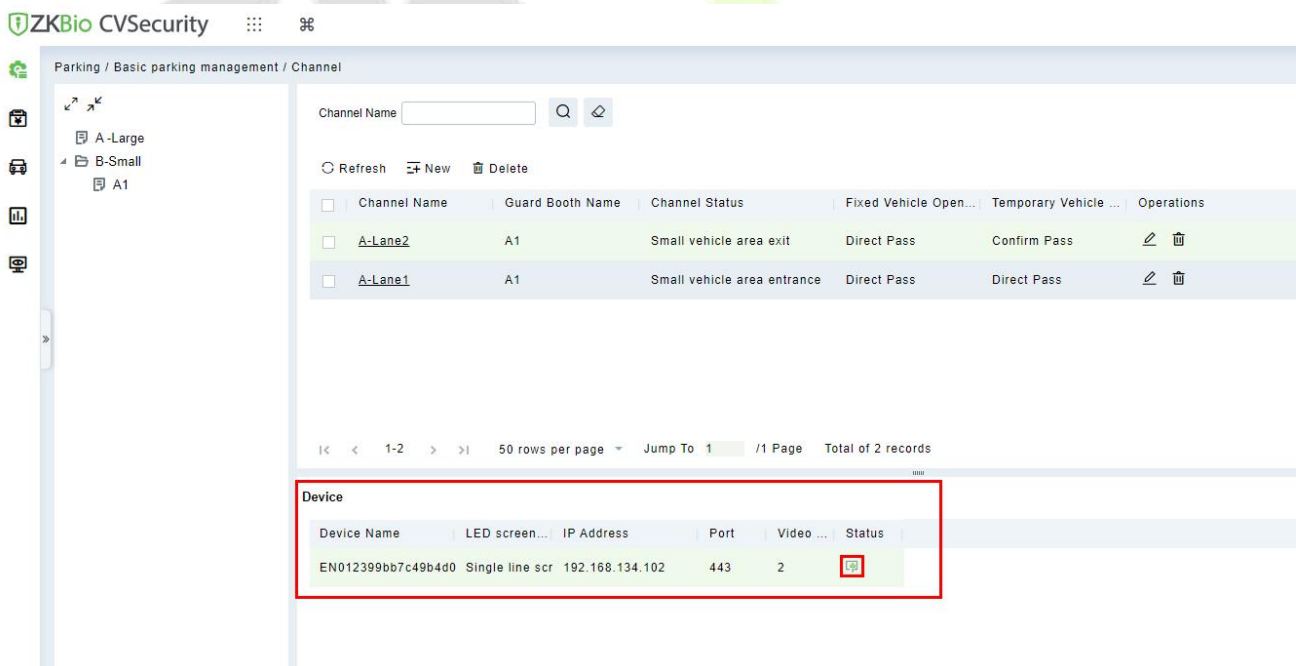 ZKBio CVSecurity
Parking / Basic parking management / Channel
A -Large
B-Small
A1
Channel Name
Refresh New Delete
Channel Name Guard Booth Name Channel Status Fixed Vehicle Open... Temporary Vehicle ... Operations
A-Lane2 A1 Small vehicle area exit Direct Pass Confirm Pass
A-Lane1 A1 Small vehicle area entrance Direct Pass Direct Pass
1-2 50 rows per page Jump To 1 /1 Page Total of 2 records
Device
Device Name LED screen... IP Address Port Video ... Status
EN012399bb7c49b4d0 Single line scr 192.168.134.102 443 2